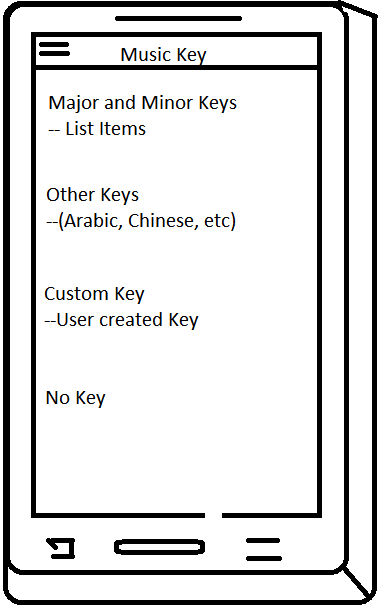 Music Key
Major and Minor Keys
-- List Items
Other Keys
--(Arabic, Chinese, etc)
Custom Key
--User created Key
No Key